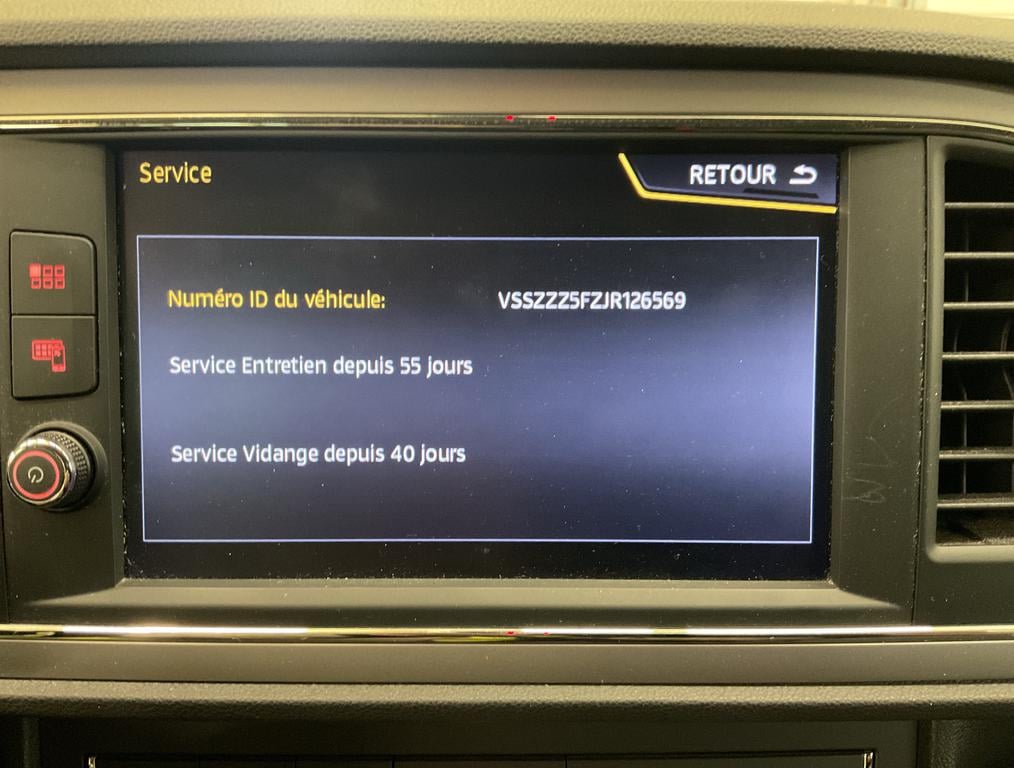 Service
RETOUR
Numéro ID du véhicule: VSSZZZ5FZJR126569
Service Entretien depuis 55 jours
Service Vidange depuis 40 jours